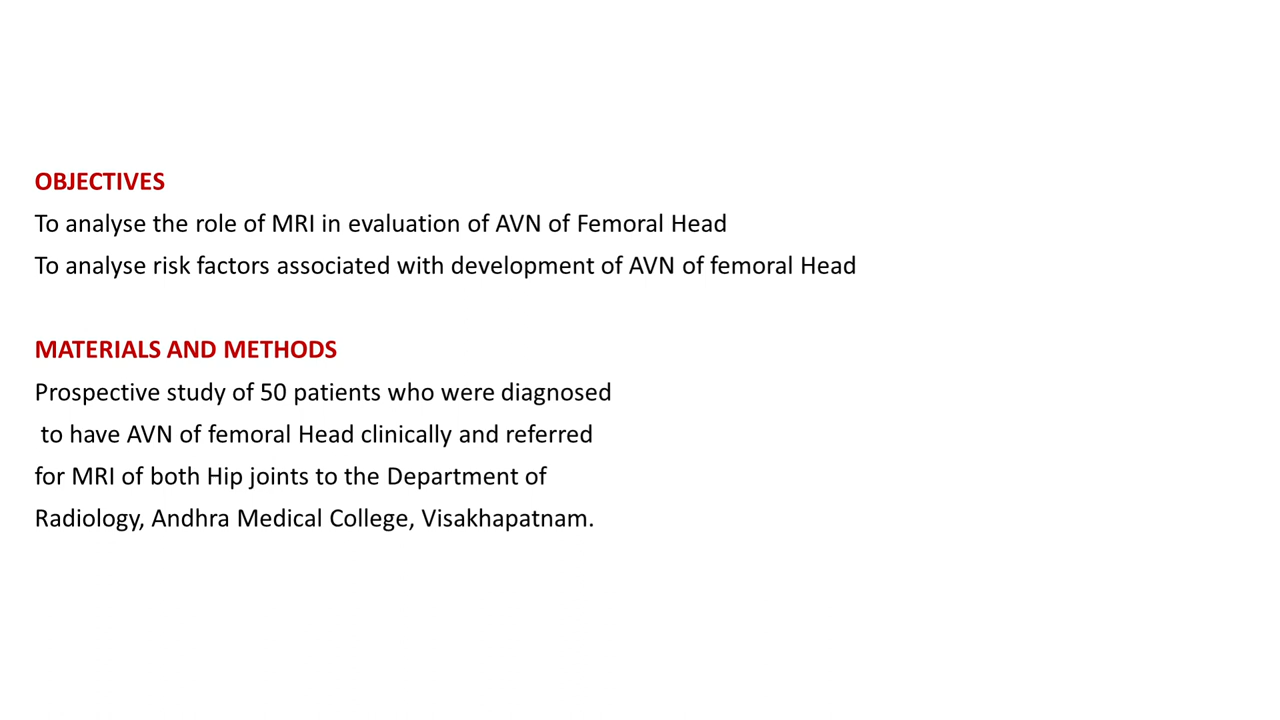 OBJECTIVES
To analyse the role of MRI in evaluation of AVN of Femoral Head
To analyse risk factors associated with development of AVN of femoral Head
MATERIALS AND METHODS
Prospective study of 50 patients who were diagnosed
to have AVN of femoral Head clinically and referred
for MRI of both Hip joints to the Department of
Radiology, Andhra Medical College, Visakhapatnam.